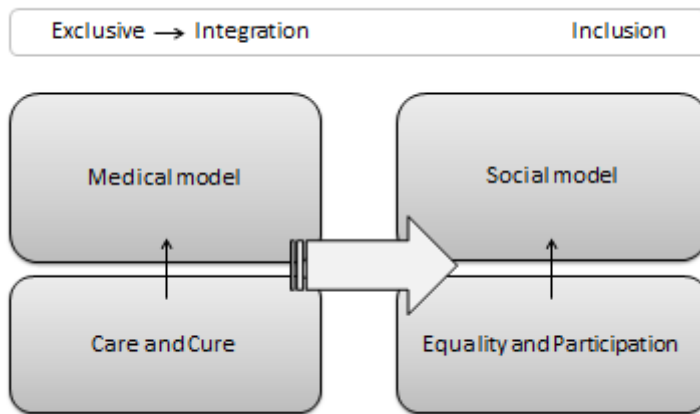 Exclusive → Integration Inclusion
Medical model Social model
Care and Cure Equality and Participation